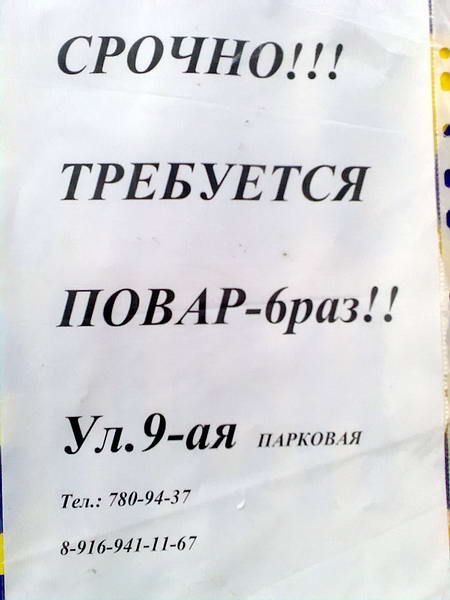 СРОЧНО!!!
ТРЕБУЕТСЯ
ПОВАР-6раз!!
Ул.9-ая ПАРКОВАЯ
Тел.: 780-94-37
8-916-941-11-67